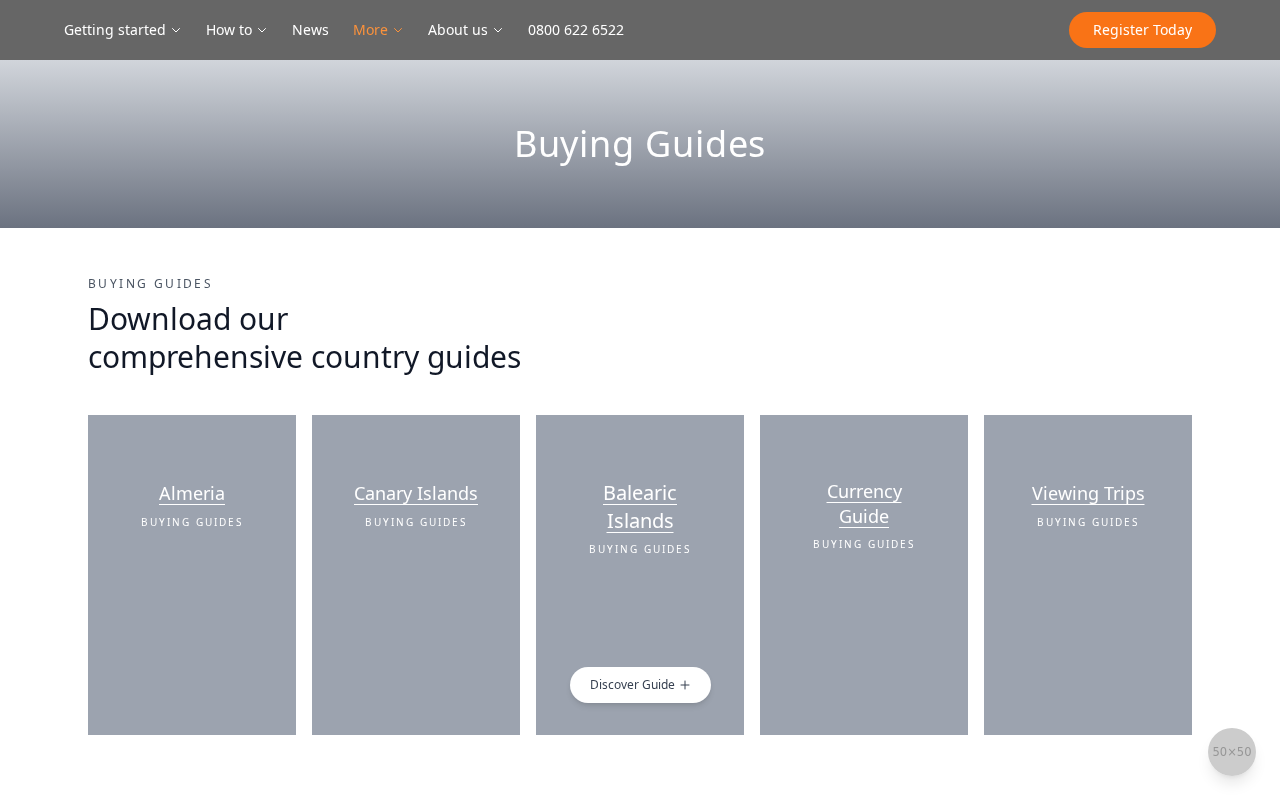 Getting started How to News More About us 0800 622 6522 Register Today
Buying Guides
BUYING GUIDES
Download our
comprehensive country guides
Almeria
BUYING GUIDES
Canary Islands
BUYING GUIDES
Balearic
Islands
BUYING GUIDES
Discover Guide +
Currency
Guide
BUYING GUIDES
Viewing Trips
BUYING GUIDES
50×50